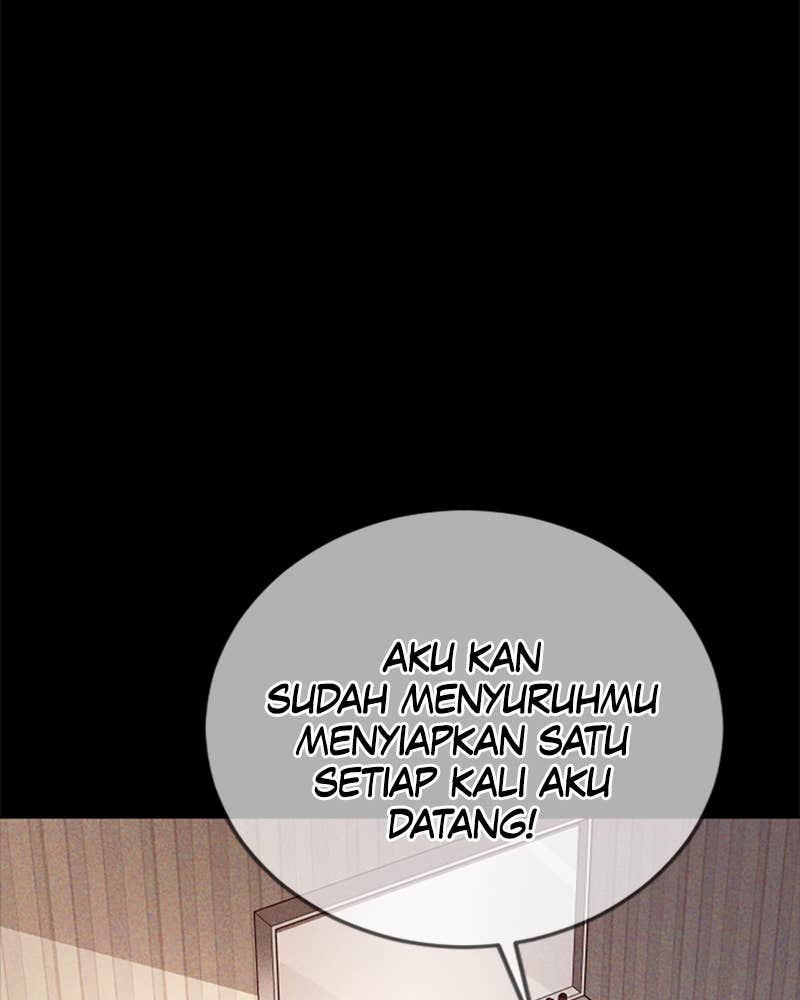 AKU KAN
SUDAH MENYURUHMU
MENYIAPKAN SATU
SETIAP KALI AKU
DATANG!